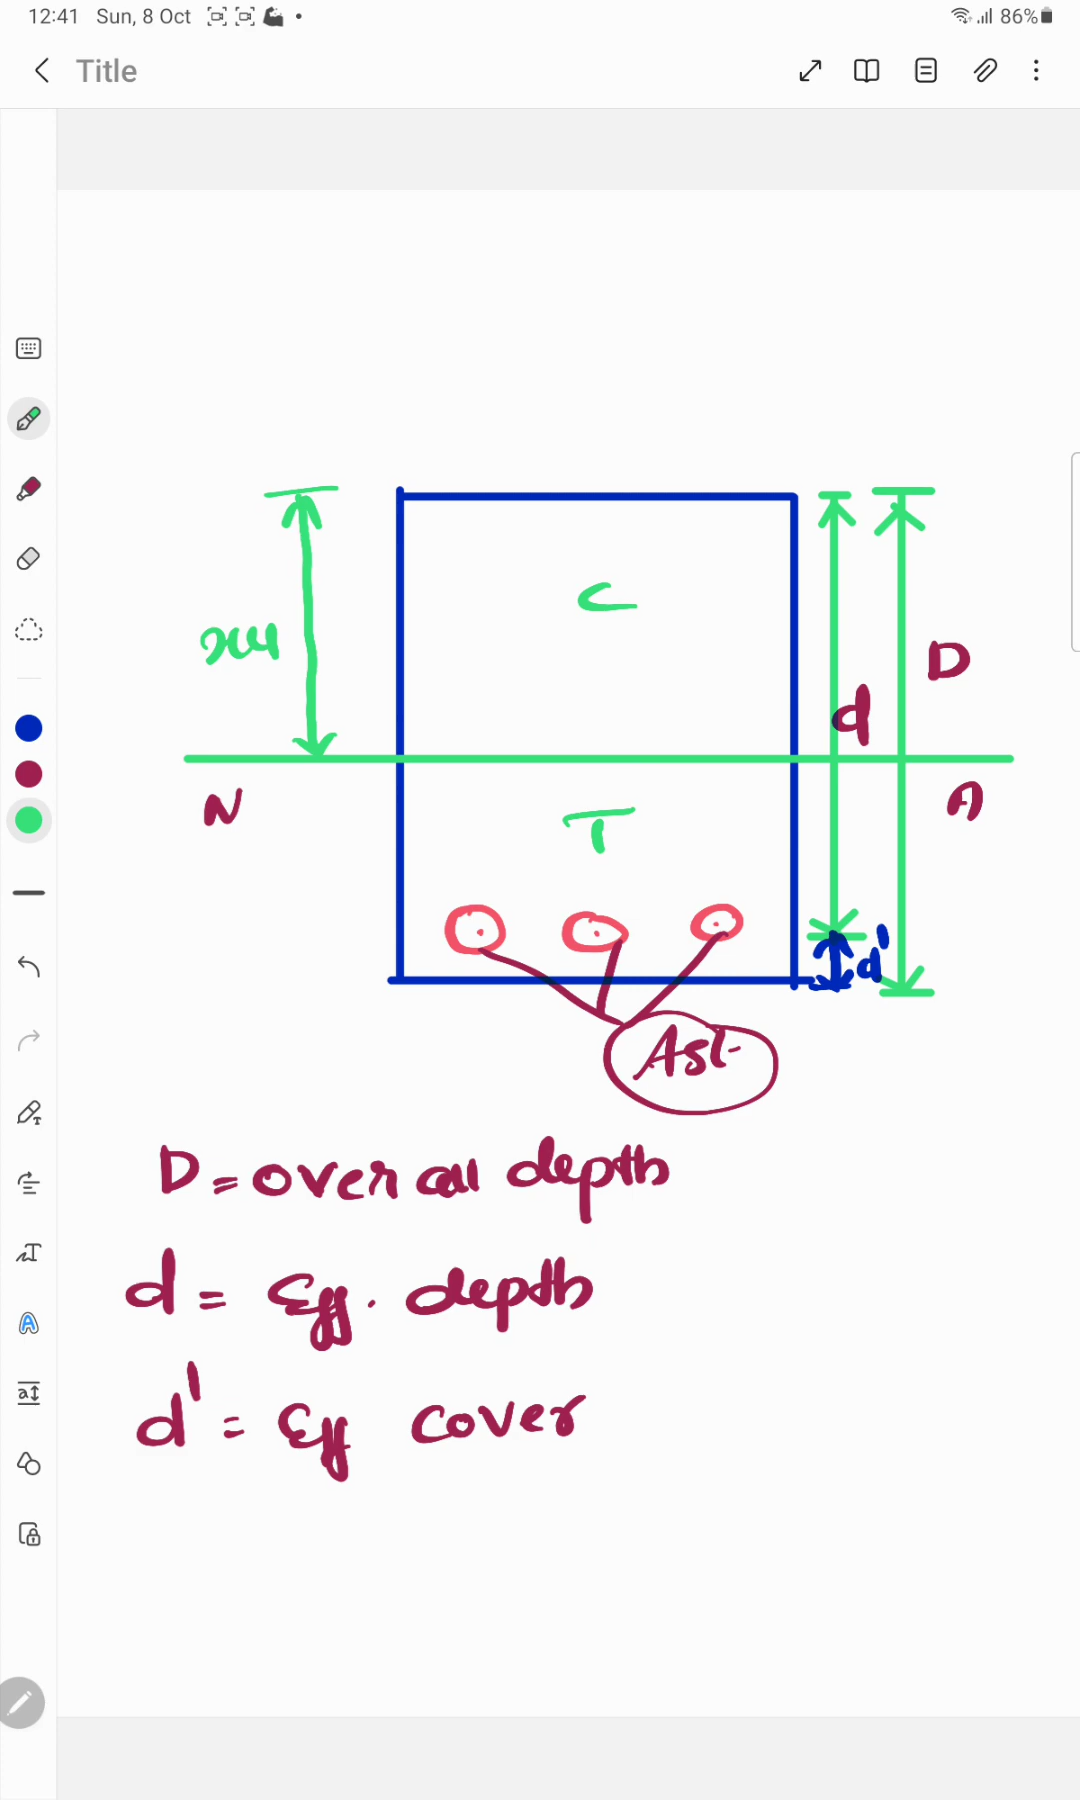 12:41 Sun, 8 Oct 86%
Title
C
xu
D
d
N
A
T
d'
Ast
D = over all depth
d = Eff. depth
d' = Eff cover